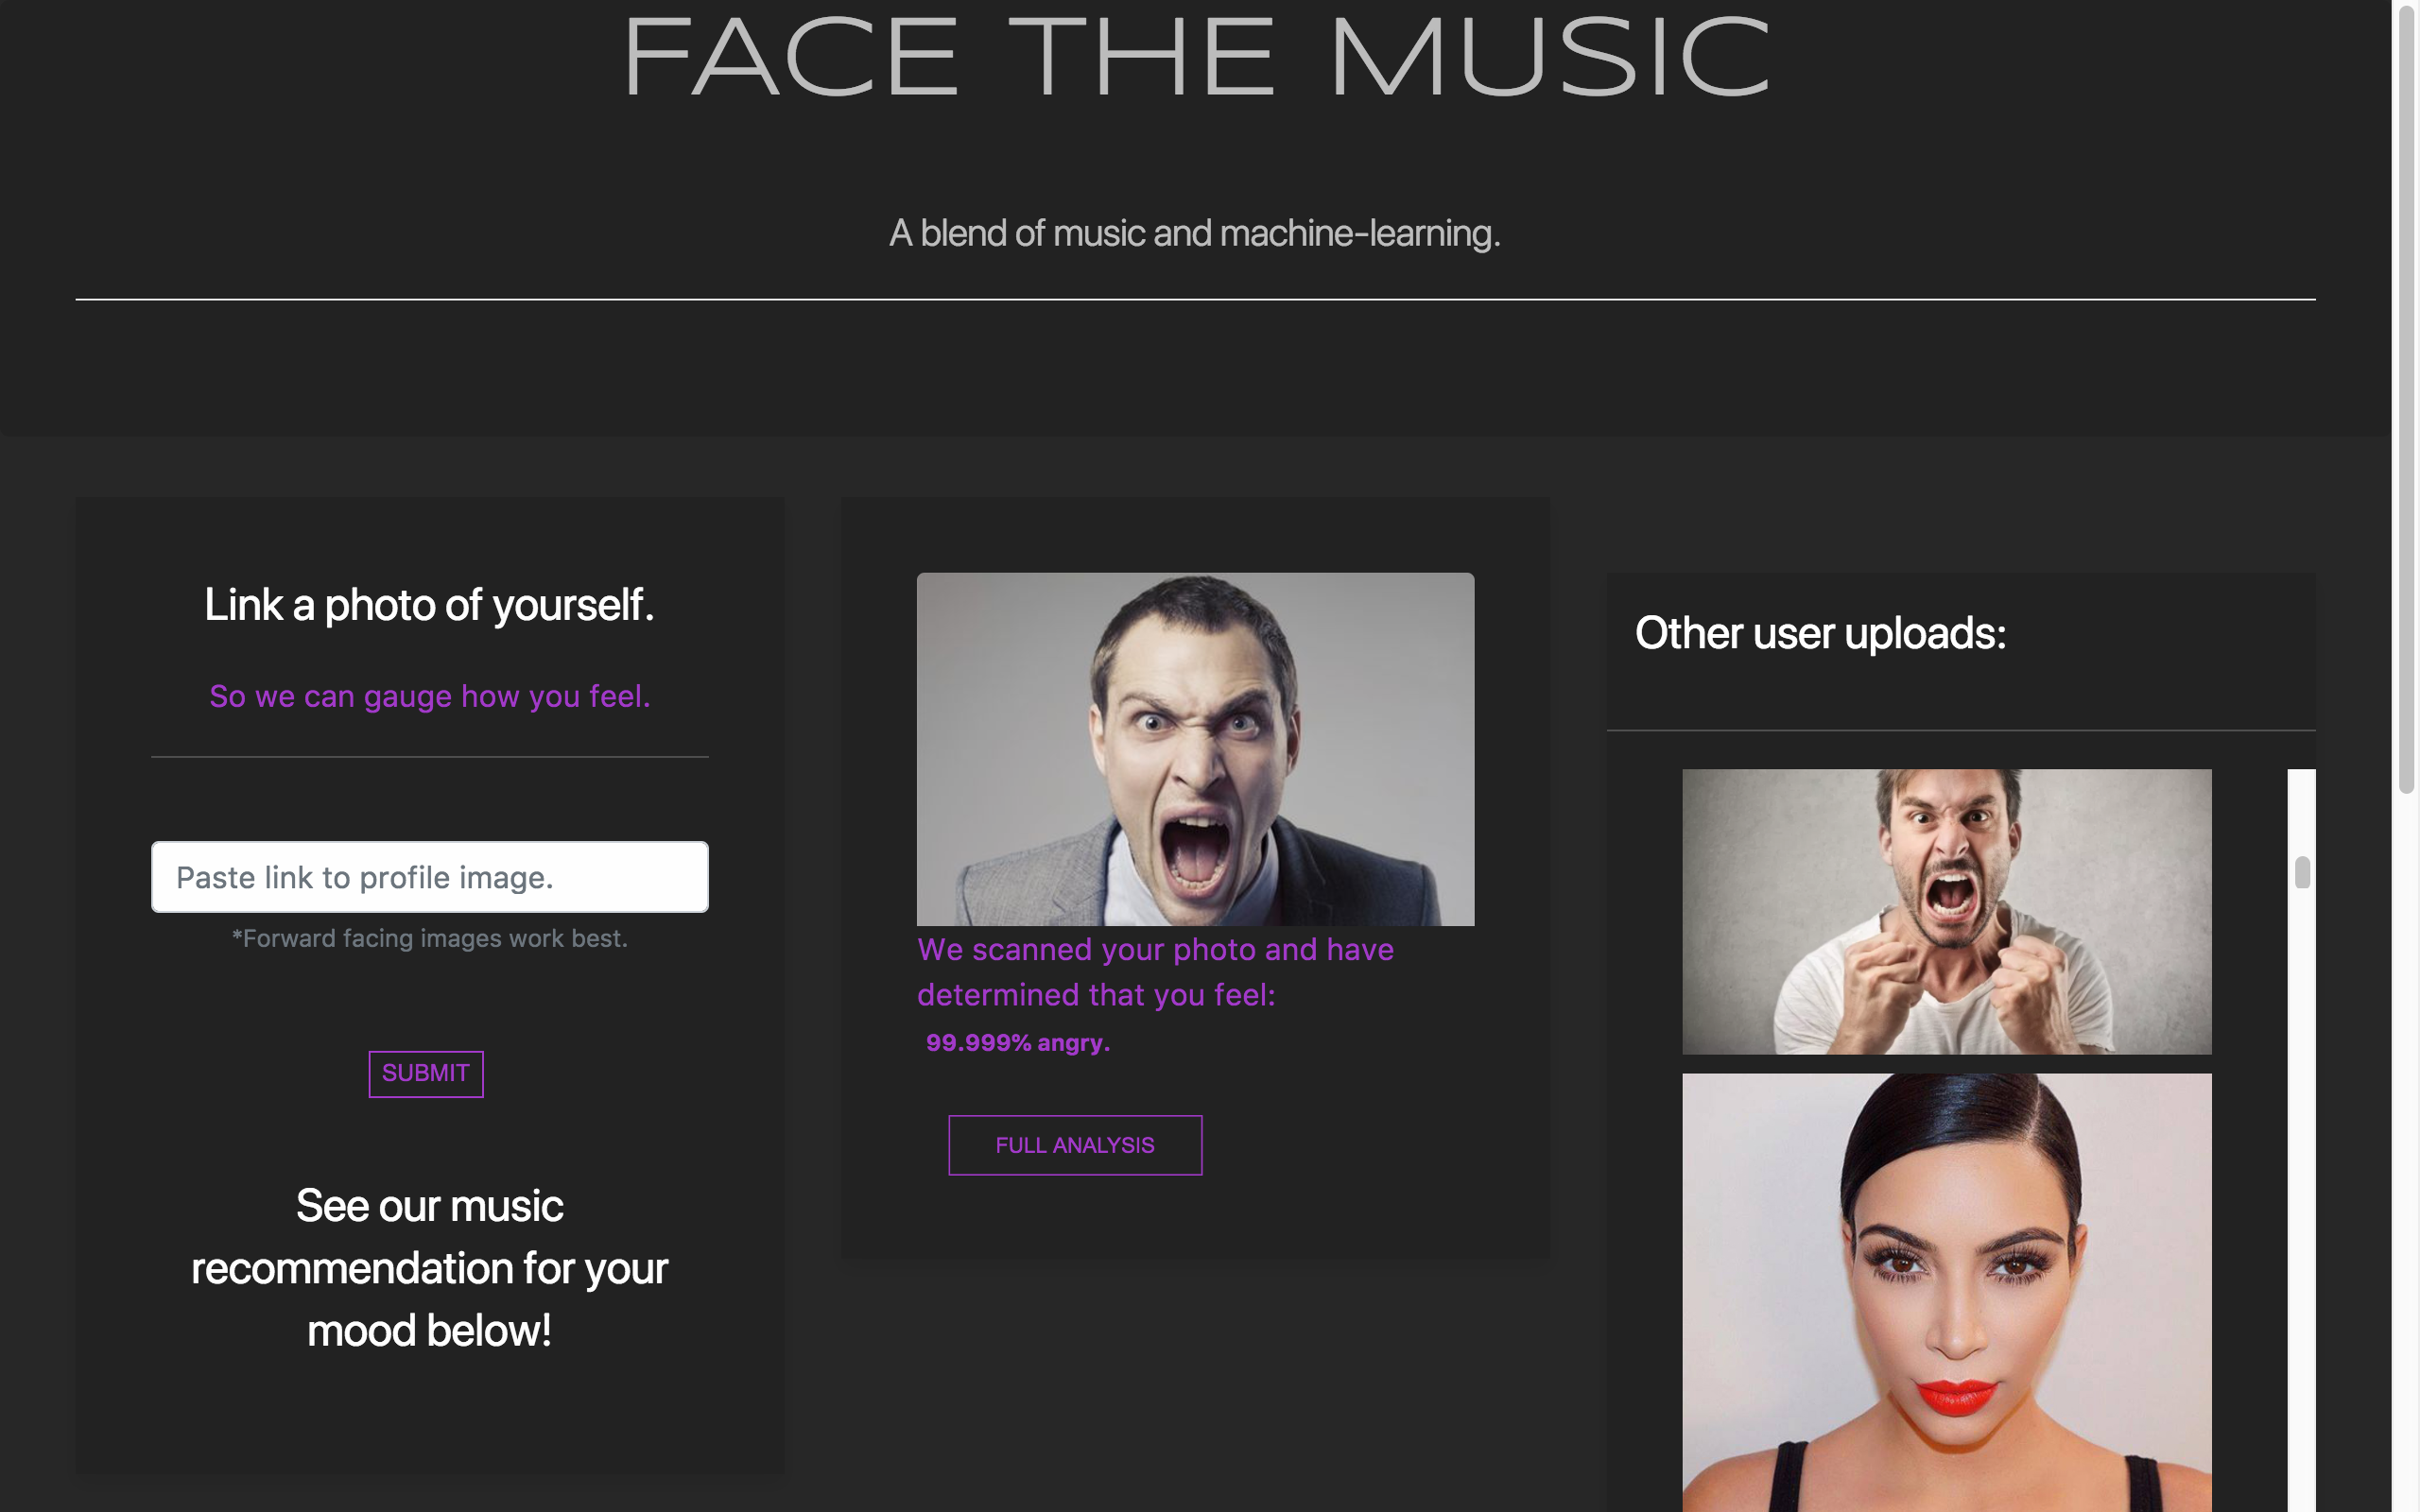 FACE THE MUSIC
A blend of music and machine-learning.
Link a photo of yourself.
So we can gauge how you feel.
Paste link to profile image.
*Forward facing images work best.
SUBMIT
See our music
recommendation for your
mood below!
We scanned your photo and have
determined that you feel:
99.999% angry.
FULL ANALYSIS
Other user uploads: